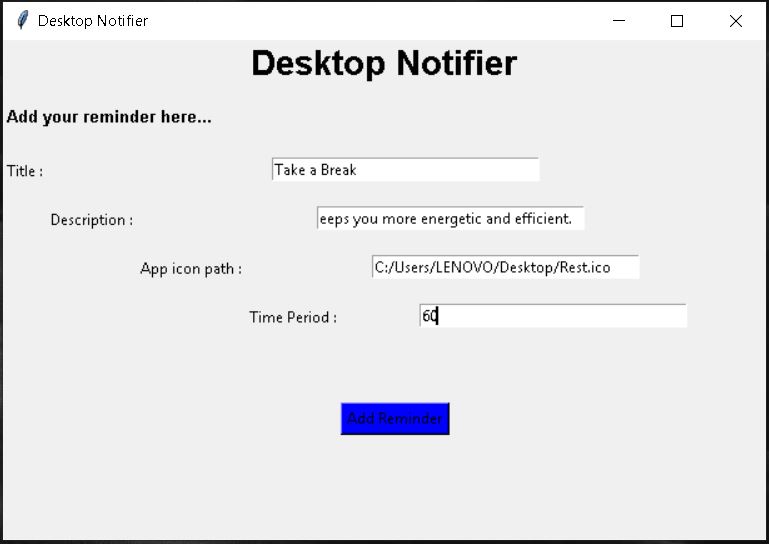 Desktop Notifier
Desktop Notifier
Add your reminder here...
Title : Take a Break
Description : eeps you more energetic and efficient.
App icon path : C:/Users/LENOVO/Desktop/Rest.ico
Time Period : 60
Add Reminder